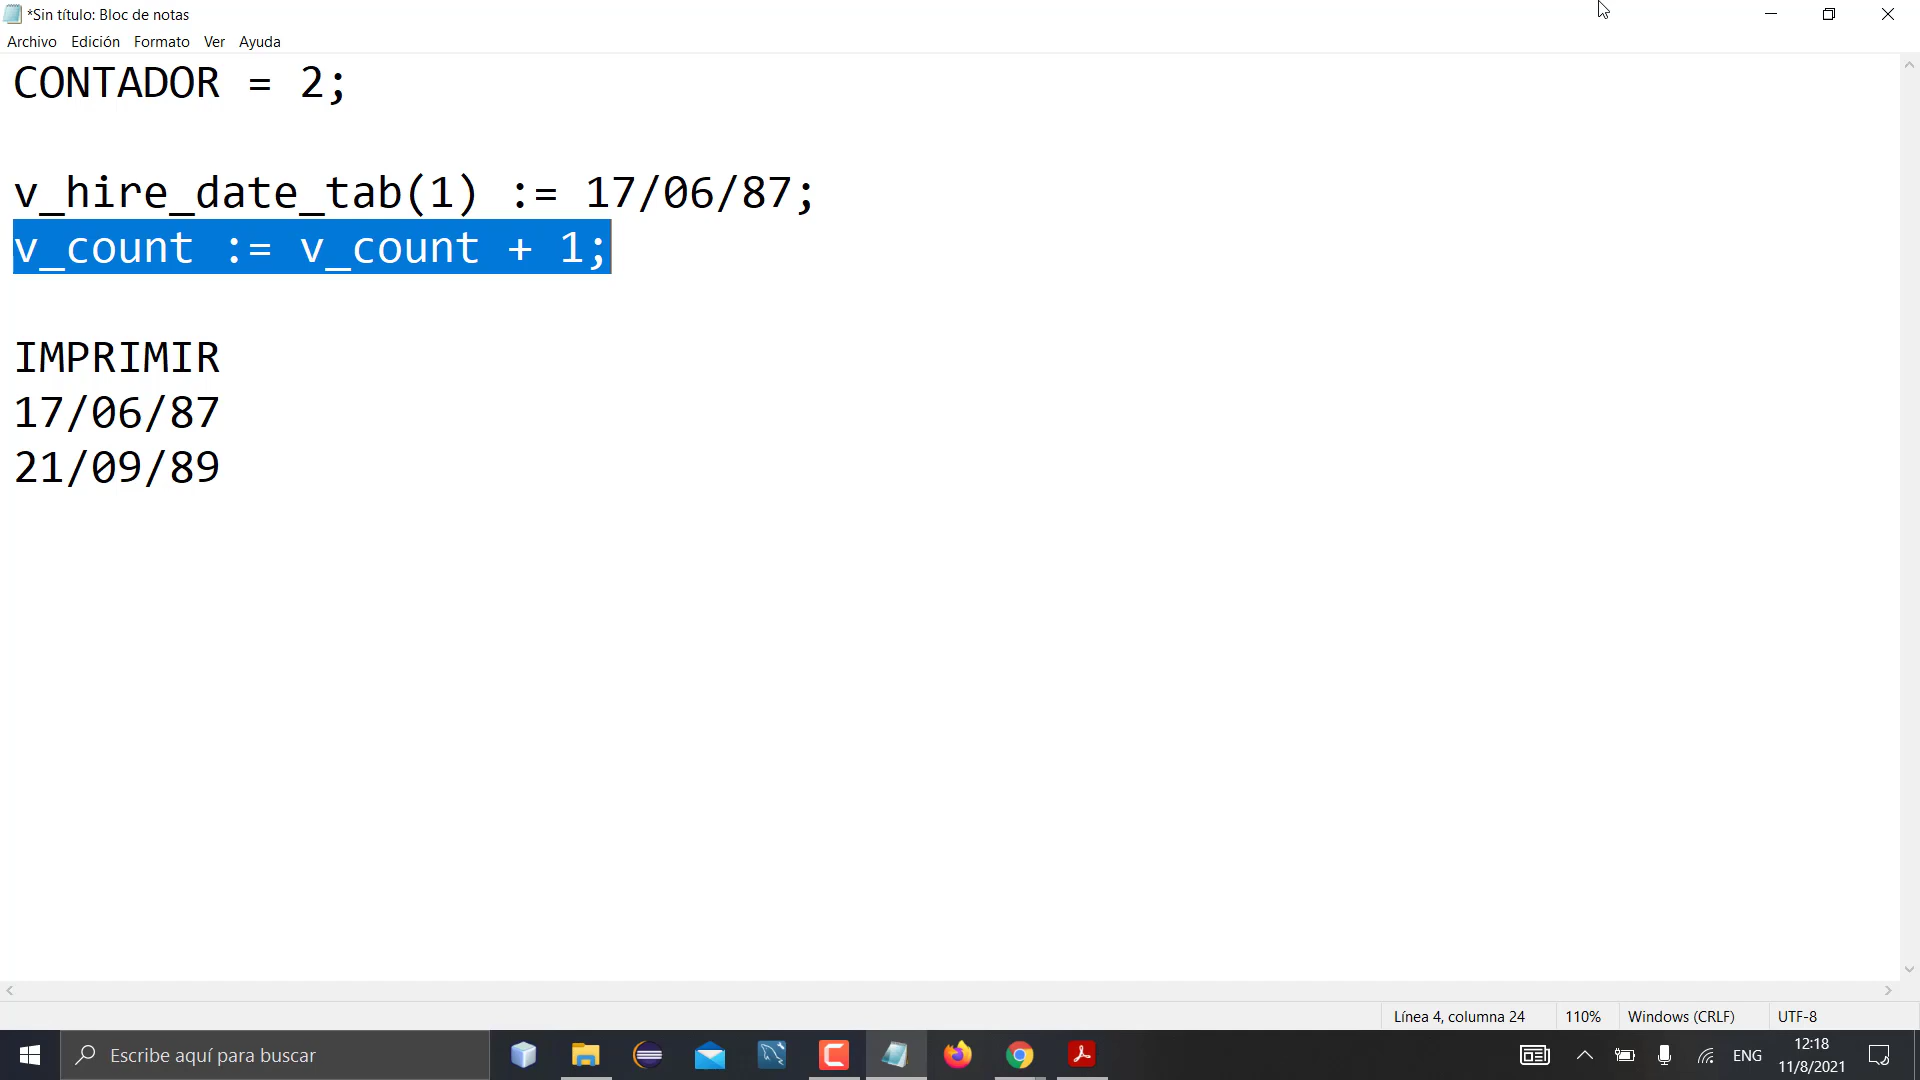 *Sin título: Bloc de notas
Archivo Edición Formato Ver Ayuda
CONTADOR = 2;
v_hire_date_tab(1) := 17/06/87;
v_count := v_count + 1;
IMPRIMIR
17/06/87
21/09/89
Línea 4, columna 24 110% Windows (CRLF) UTF-8
Escribe aquí para buscar
ENG
12:18
11/8/2021